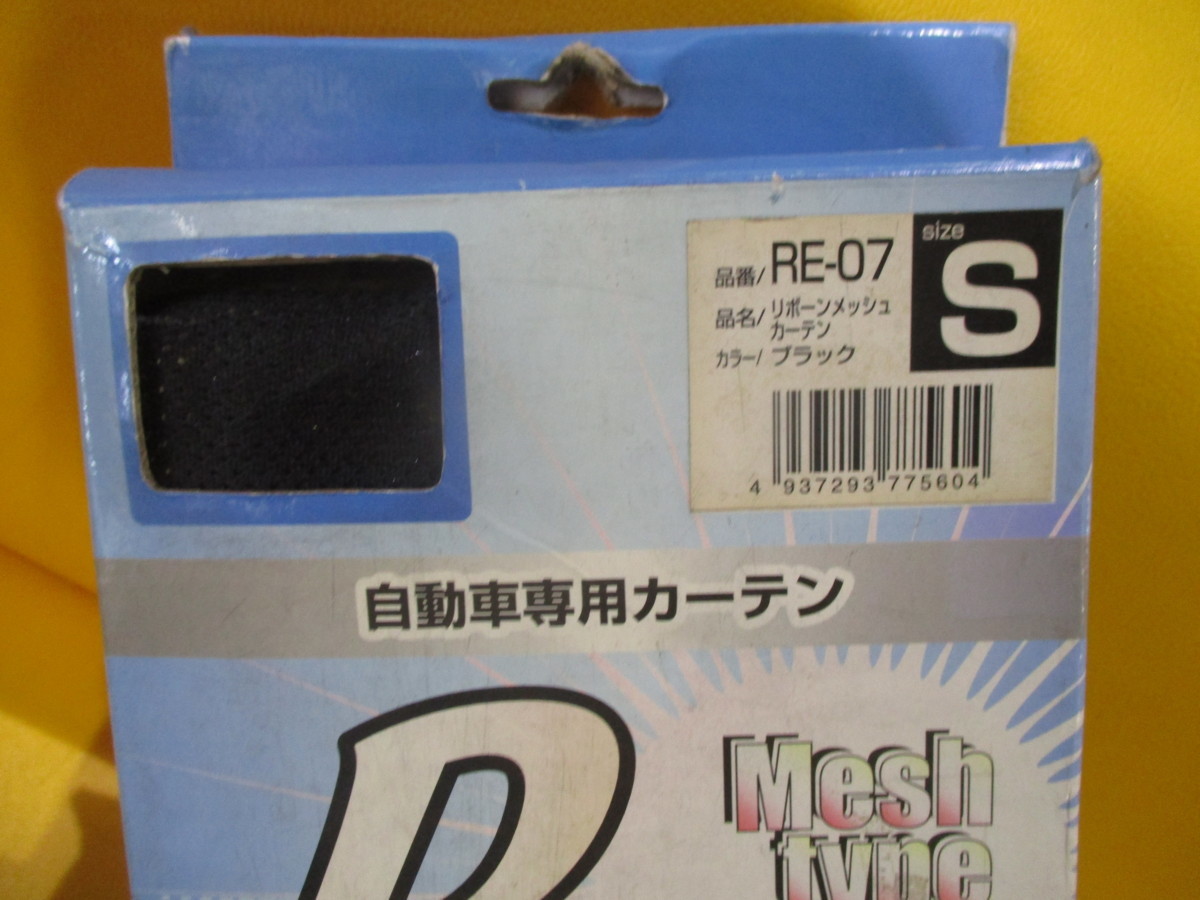 品番/ RE-07
品名/ リボーンメッシュ
カーテン
カラー/ ブラック
size
S
4 937293 775604
自動車専用カーテン
R
Mesh
type